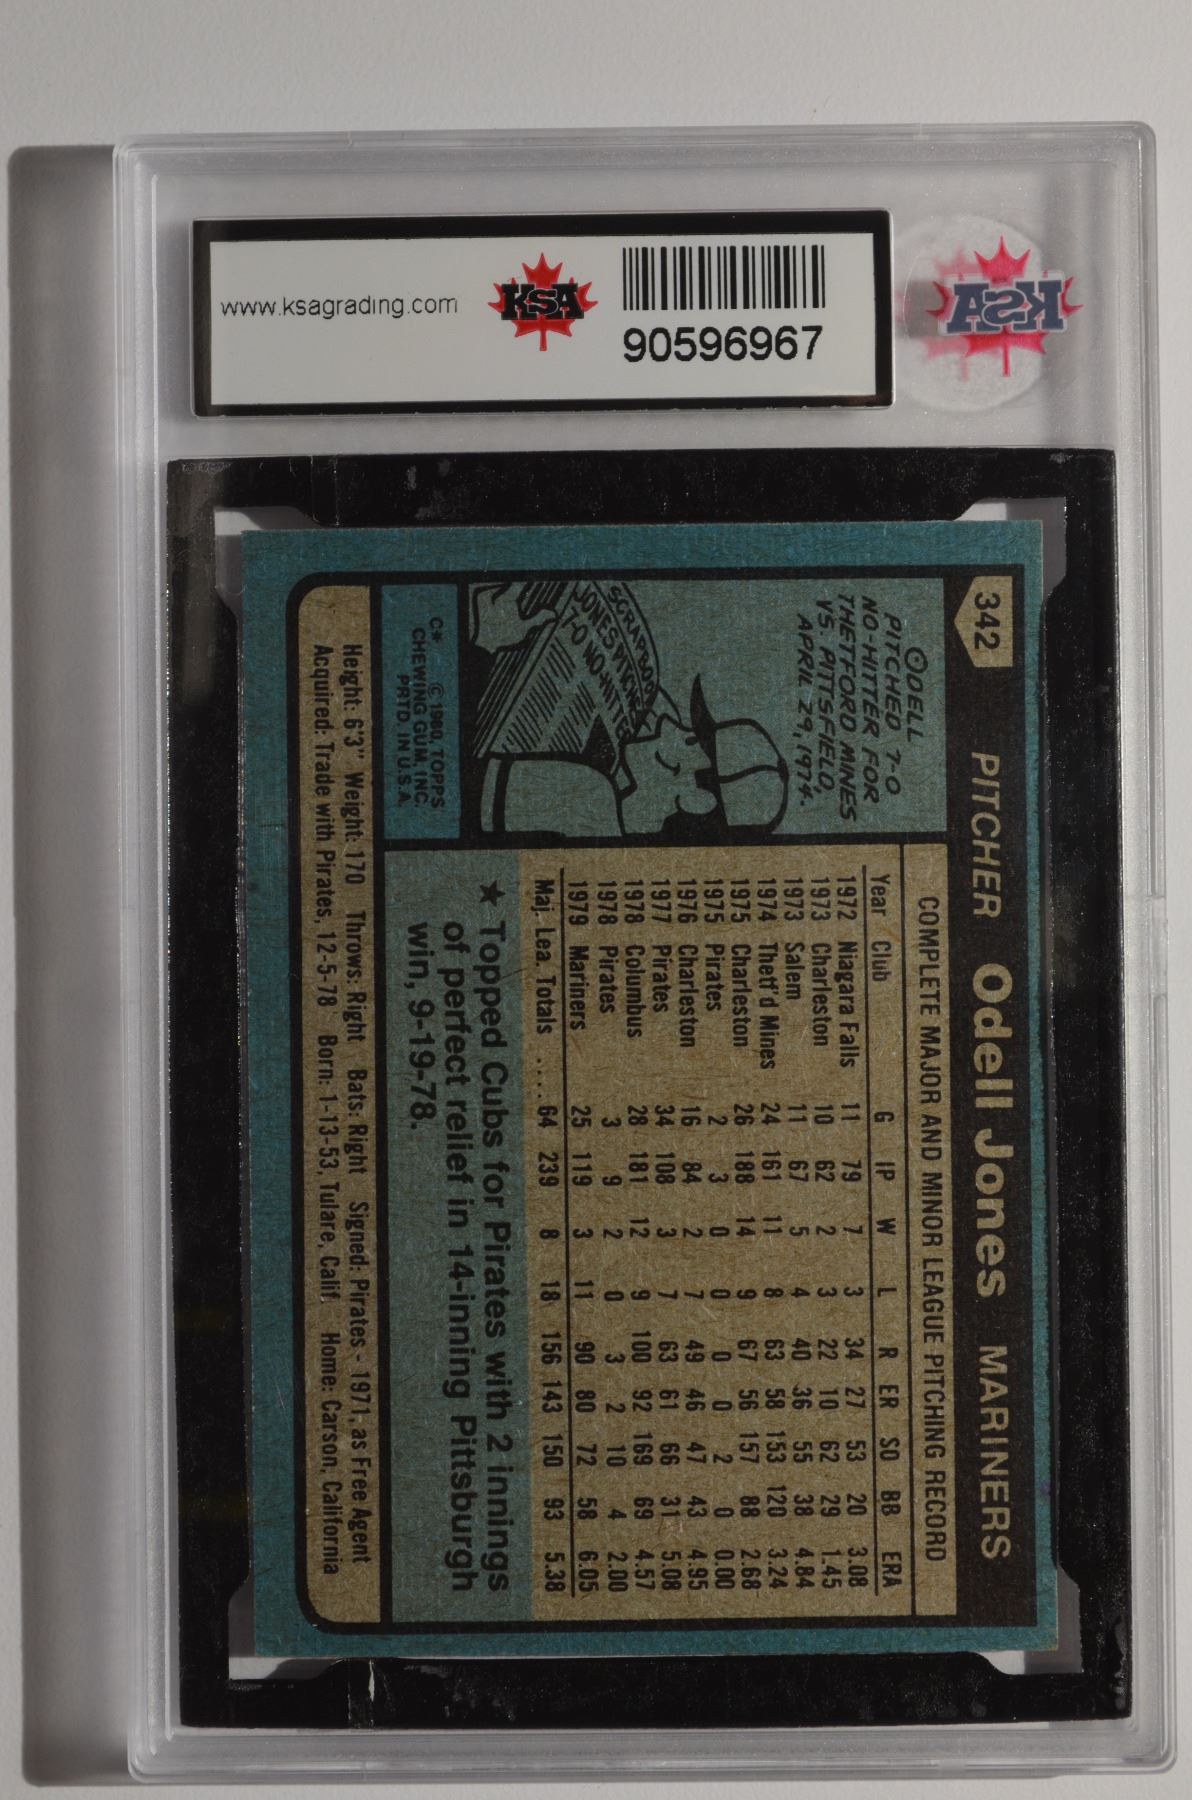 www.ksagrading.com
KSA
90596967
KSA
342
PITCHER Odell Jones MARINERS
ODELL
PITCHED 7-0
NO-HITTER FOR
THETFORD MINES
VS. PITTSFIELD,
APRIL 29, 1974.
SCRAPBOOK
JONES PITCHES
7-0 NO-HITTER
C* © 1980 TOPPS
CHEWING GUM, INC.
PRTD. IN U.S.A.
COMPLETE MAJOR AND MINOR LEAGUE PITCHING RECORD
Year Club G IP W L R ER SO BB ERA
1972 Niagara Falls 11 79 7 3 34 27 53 20 3.08
1973 Charleston 10 62 2 3 22 10 62 29 1.45
1973 Salem 11 67 5 4 40 36 55 38 4.84
1974 Thetf'd Mines 24 161 11 8 63 58 153 120 3.24
1975 Charleston 26 188 14 9 67 56 157 88 2.68
1975 Pirates 2 3 0 0 0 0 2 0 0.00
1976 Charleston 16 84 2 7 49 46 47 43 4.95
1977 Pirates 34 108 3 7 63 61 66 31 5.08
1978 Columbus 28 181 12 9 100 92 169 69 4.57
1978 Pirates 3 9 2 0 3 2 10 4 2.00
1979 Mariners 25 119 3 11 90 80 72 58 6.05
Maj. Lea. Totals .... 64 239 8 18 156 143 150 93 5.38
★ Topped Cubs for Pirates with 2 innings
of perfect relief in 14-inning Pittsburgh
win, 9-19-78.
Height: 6'3" Weight: 170 Throws: Right Bats: Right Signed: Pirates - 1971, as Free Agent
Acquired: Trade with Pirates, 12-5-78 Born: 1-13-53, Tulare, Calif. Home: Carson, California